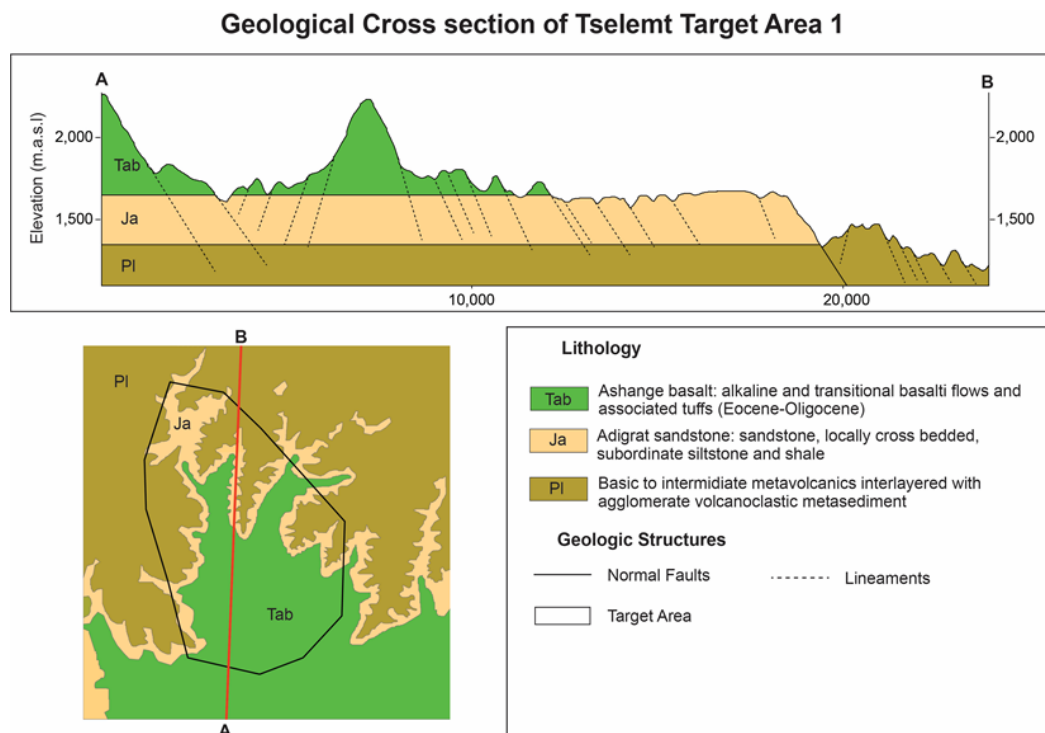 Geological Cross section of Tselemt Target Area 1
A
B
Elevation (m.a.s.l)
2,000
2,000
1,500
1,500
Tab
Ja
Pl
10,000
20,000
B
Pl
Ja
Tab
A
Lithology
Tab
Ashange basalt: alkaline and transitional basalti flows and
associated tuffs (Eocene-Oligocene)
Ja
Adigrat sandstone: sandstone, locally cross bedded,
subordinate siltstone and shale
Pl
Basic to intermidiate metavolcanics interlayered with
agglomerate volcanoclastic metasediment
Geologic Structures
Normal Faults
Lineaments
Target Area